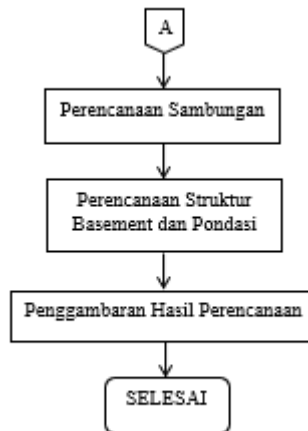 A
Perencanaan Sambungan
Perencanaan Struktur
Basement dan Pondasi
Penggambaran Hasil Perencanaan
SELESAI